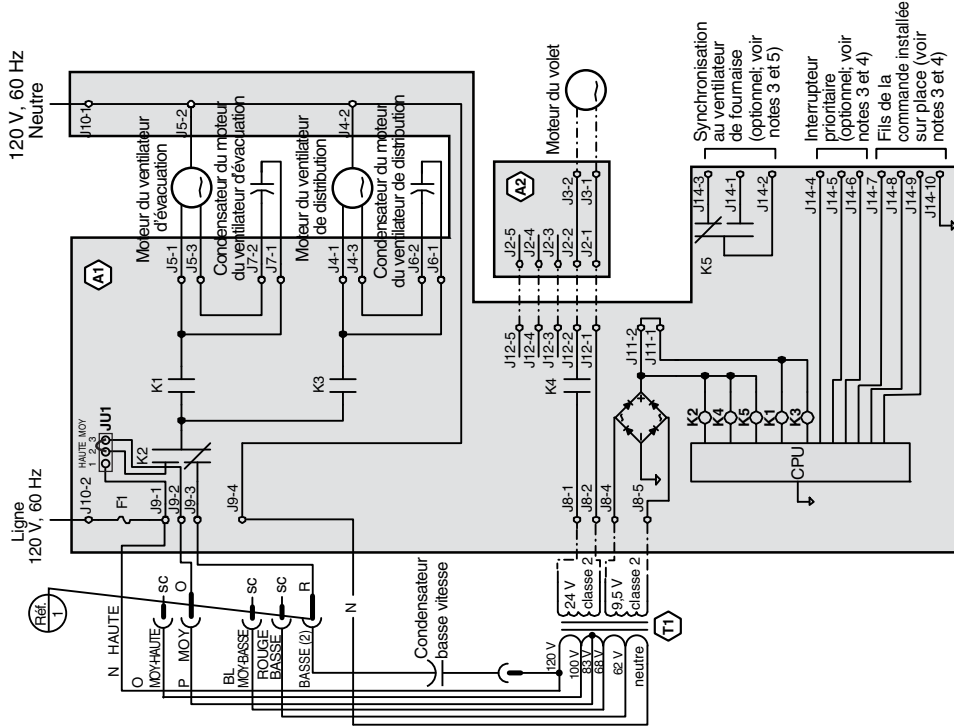 120 V, 60 Hz
Neutre
Ligne
120 V, 60 Hz
J10-1
J5-2
J4-2
A1
Moteur du ventilateur
d'évacuation
Condensateur du moteur
du ventilateur d'évacuation
Moteur du ventilateur
de distribution
Condensateur du moteur
du ventilateur de distribution
J5-1
J5-3
J7-2
J7-1
J4-1
J4-3
J6-2
J6-1
K1
K3
HAUTE MOY
1 2 3
JU1
K2
J10-2
F1
J9-1
J9-2
J9-3
J9-4
Réf.
1
N HAUTE
O
MOY-HAUTE
sc
P MOY
O
BL
MOY-BASSE
sc
ROUGE
BASSE
sc
BASSE (2)
R
N
Condensateur
basse vitesse
120 V
100 V
83 V
68 V
62 V
neutre
24 V
classe 2
9,5 V
classe 2
T1
J8-1
J8-2
J8-4
J8-5
K4
J12-5
J12-4
J12-3
J12-2
J12-1
A2
J2-5
J2-4
J2-3
J2-2
J2-1
J3-2
J3-1
Moteur du volet
J11-2
J11-1
K2
K4
K5
K1
K3
CPU
K5
J14-3
J14-1
J14-2
J14-4
J14-5
J14-6
J14-7
J14-8
J14-9
J14-10
Synchronisation
au ventilateur
de fournaise
(optionnel; voir
notes 3 et 5)
Interrupteur
prioritaire
(optionnel; voir
notes 3 et 4)
Fils de la
commande installée
sur place (voir
notes 3 et 4)